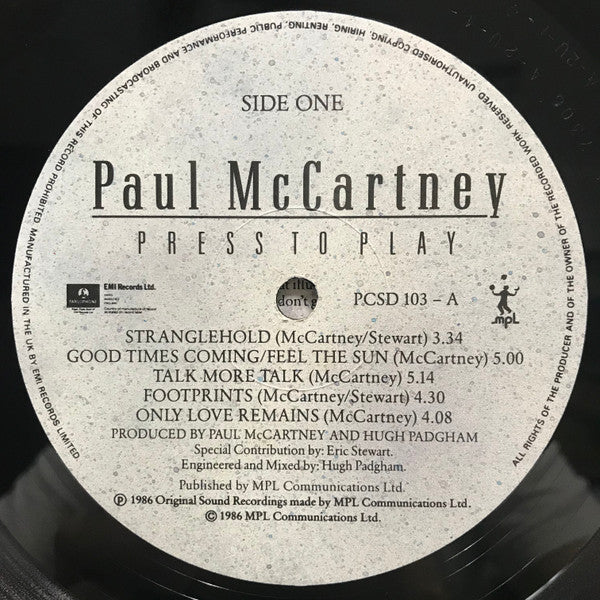 UNAUTHORISED COPYING, HIRING, RENTING, PUBLIC PERFORMANCE AND BROADCASTING OF THIS RECORD PROHIBITED. MANUFACTURED IN THE UK BY EMI RECORDS LIMITED.
ALL RIGHTS OF THE PRODUCER AND OF THE OWNER OF THE RECORDED WORK RESERVED.
SIDE ONE
Paul McCartney
PRESS TO PLAY
PARLOPHONE
EMI Records Ltd.
don't
PCSD 103 – A
mpL
STRANGLEHOLD (McCartney/Stewart) 3.34
GOOD TIMES COMING/FEEL THE SUN (McCartney) 5.00
TALK MORE TALK (McCartney) 5.14
FOOTPRINTS (McCartney/Stewart) 4.30
ONLY LOVE REMAINS (McCartney) 4.08
PRODUCED BY PAUL McCARTNEY AND HUGH PADGHAM
Special Contribution by: Eric Stewart.
Engineered and Mixed by: Hugh Padgham.
Published by MPL Communications Ltd.
℗ 1986 Original Sound Recordings made by MPL Communications Ltd.
© 1986 MPL Communications Ltd.